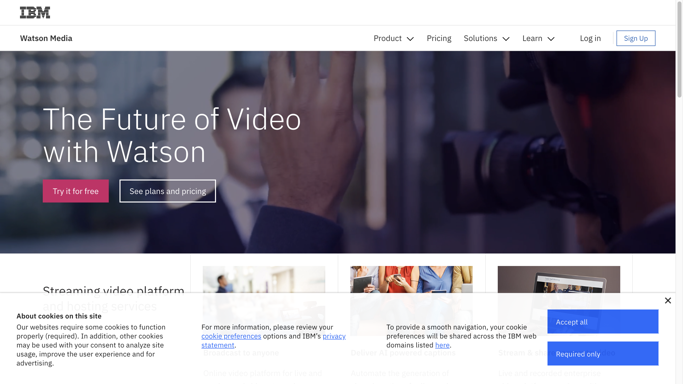 IBM
Watson Media
Product
Pricing
Solutions
Learn
Log in
Sign Up
The Future of Video
with Watson
Try it for free
See plans and pricing
Streaming video platform
and hosting services
About cookies on this site
Our websites require some cookies to function
properly (required). In addition, other cookies
may be used with your consent to analyze site
usage, improve the user experience and for
advertising.
For more information, please review your
cookie preferences options and IBM's privacy
statement.
To provide a smooth navigation, your cookie
preferences will be shared across the IBM web
domains listed here.
Accept all
Required only